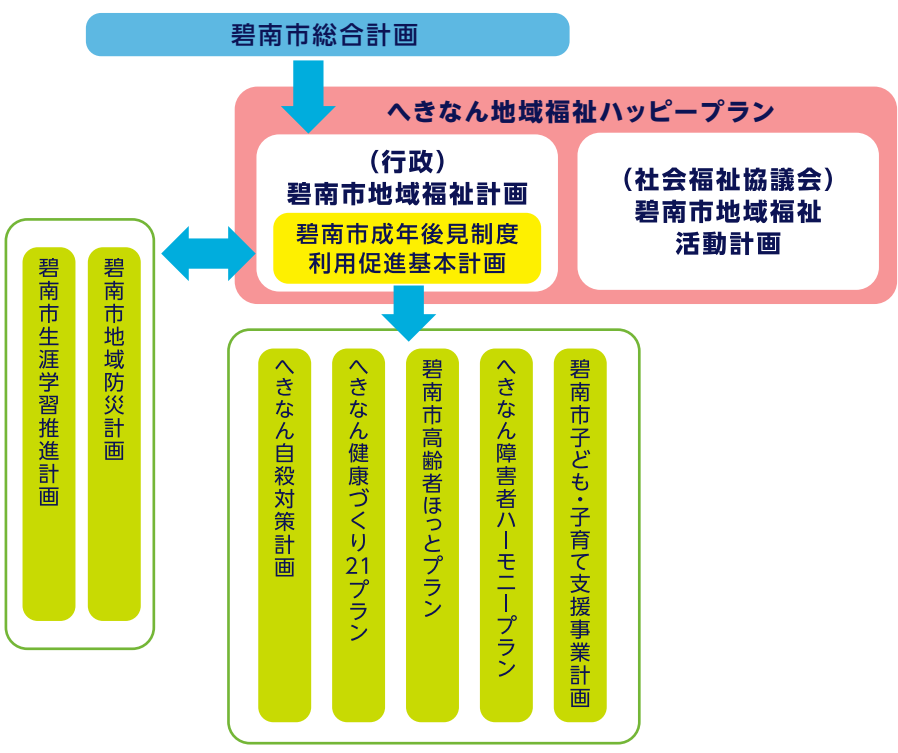 碧南市総合計画
へきなん地域福祉ハッピープラン
（行政）
碧南市地域福祉計画
碧南市成年後見制度
利用促進基本計画
（社会福祉協議会）
碧南市地域福祉
活動計画
碧南市地域防災計画
碧南市生涯学習推進計画
碧南市子ども・子育て支援事業計画
へきなん障害者ハーモニープラン
碧南市高齢者ほっとプラン
へきなん健康づくり21プラン
へきなん自殺対策計画